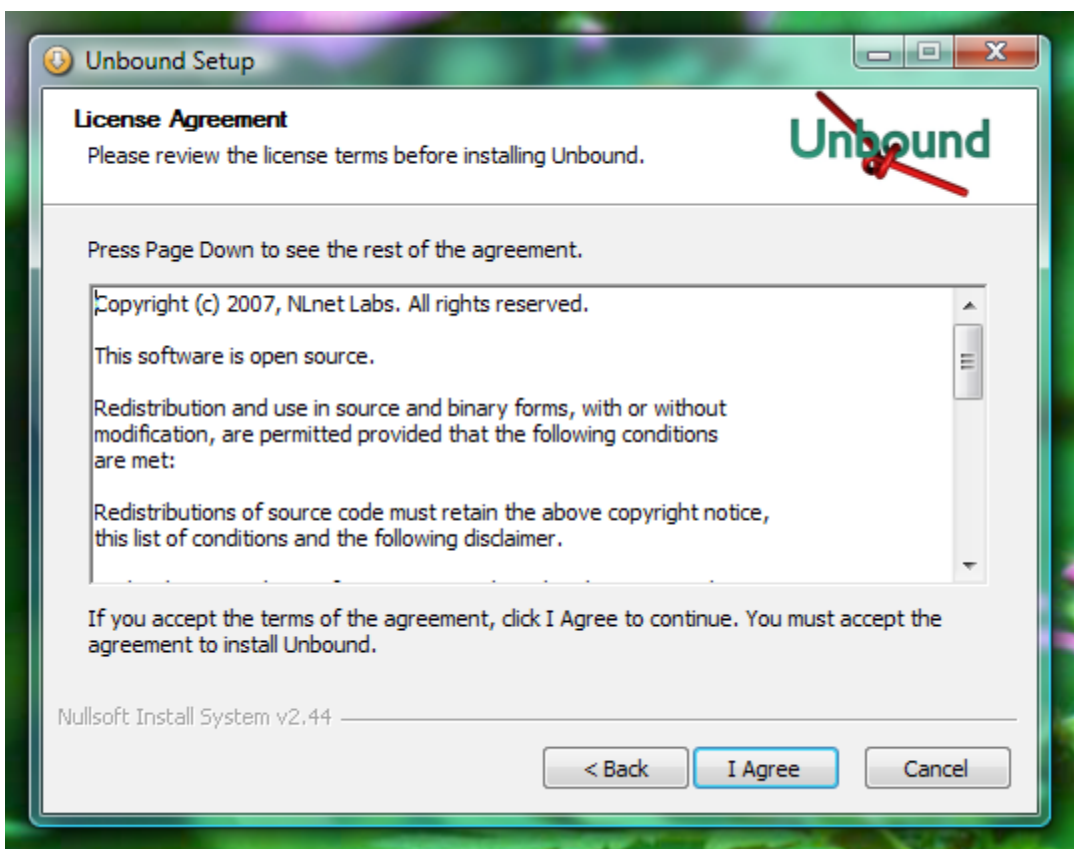 Unbound Setup
License Agreement
Please review the license terms before installing Unbound.
Unbound
Press Page Down to see the rest of the agreement.
Copyright (c) 2007, NLnet Labs. All rights reserved.
This software is open source.
Redistribution and use in source and binary forms, with or without
modification, are permitted provided that the following conditions
are met:
Redistributions of source code must retain the above copyright notice,
this list of conditions and the following disclaimer.
If you accept the terms of the agreement, click I Agree to continue. You must accept the
agreement to install Unbound.
Nullsoft Install System v2.44
< Back
I Agree
Cancel